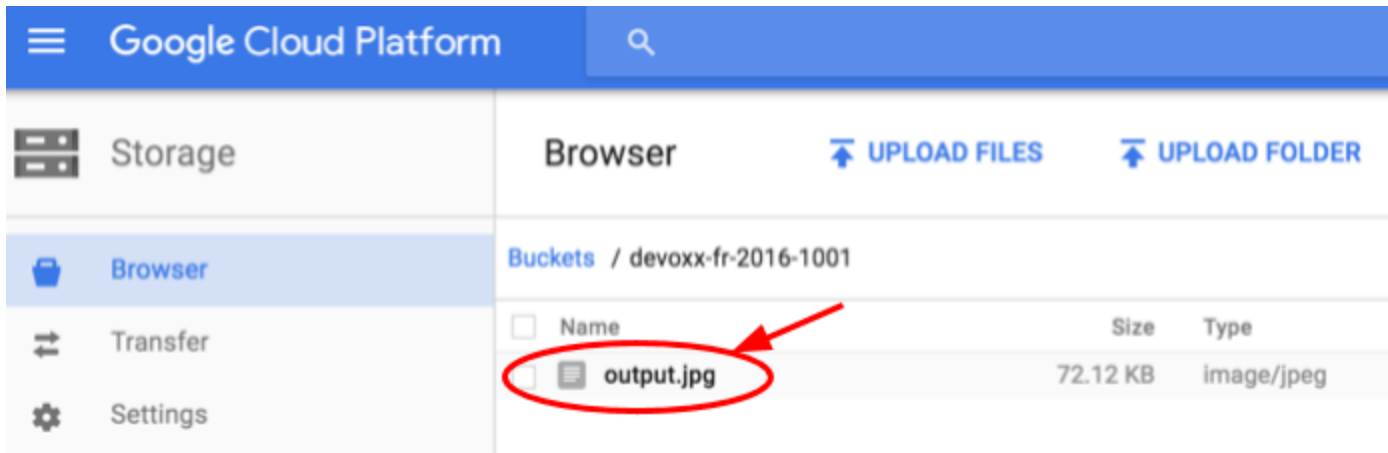 Google Cloud Platform
Storage
Browser UPLOAD FILES UPLOAD FOLDER
Browser
Transfer
Settings
Buckets / devoxx-fr-2016-1001
Name Size Type
output.jpg 72.12 KB image/jpeg